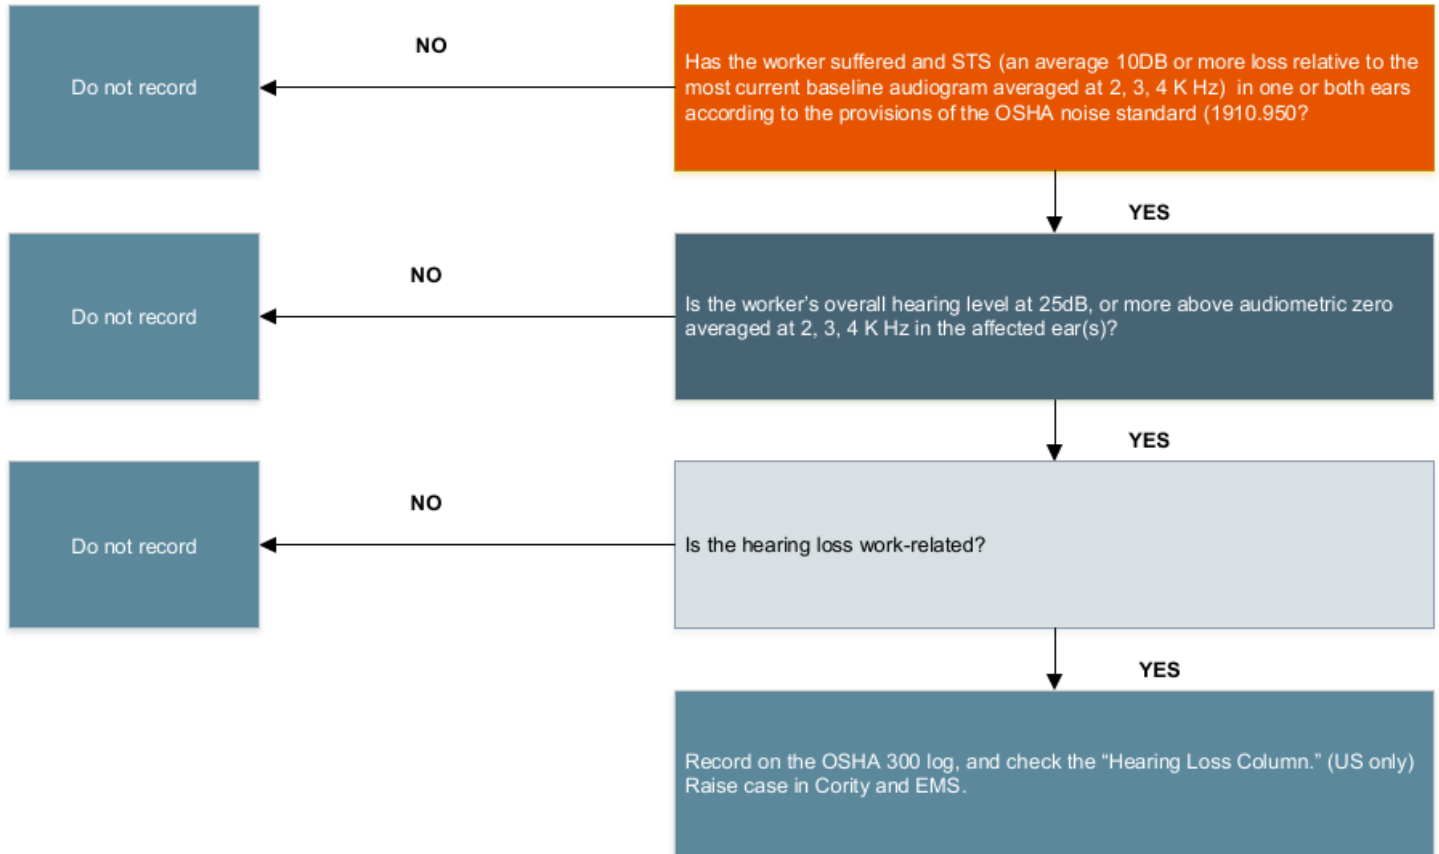 NO
Do not record
Has the worker suffered and STS (an average 10DB or more loss relative to the
most current baseline audiogram averaged at 2, 3, 4 K Hz)  in one or both ears
according to the provisions of the OSHA noise standard (1910.950?
YES
NO
Do not record
Is the worker's overall hearing level at 25dB, or more above audiometric zero
averaged at 2, 3, 4 K Hz in the affected ear(s)?
YES
NO
Do not record
Is the hearing loss work-related?
YES
Record on the OSHA 300 log, and check the “Hearing Loss Column.” (US only)
Raise case in Cority and EMS.